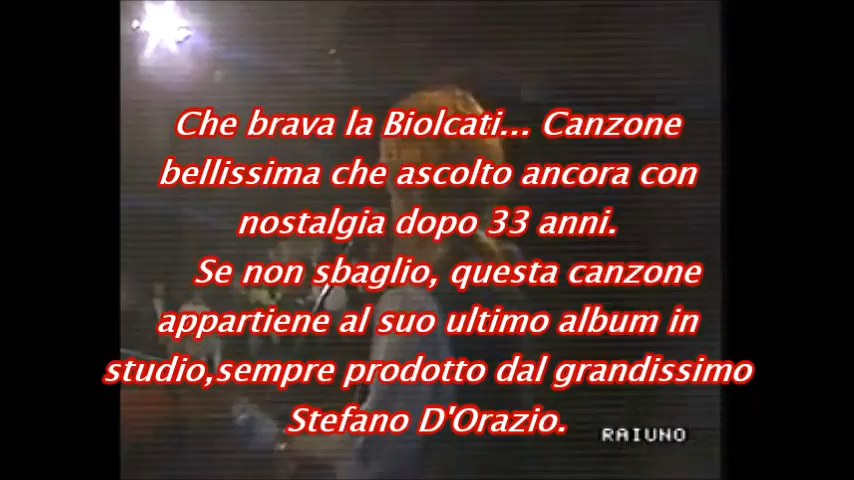 Che brava la Biolcati... Canzone
bellissima che ascolto ancora con
nostalgia dopo 33 anni.
Se non sbaglio, questa canzone
appartiene al suo ultimo album in
studio,sempre prodotto dal grandissimo
Stefano D'Orazio.
RAIUNO